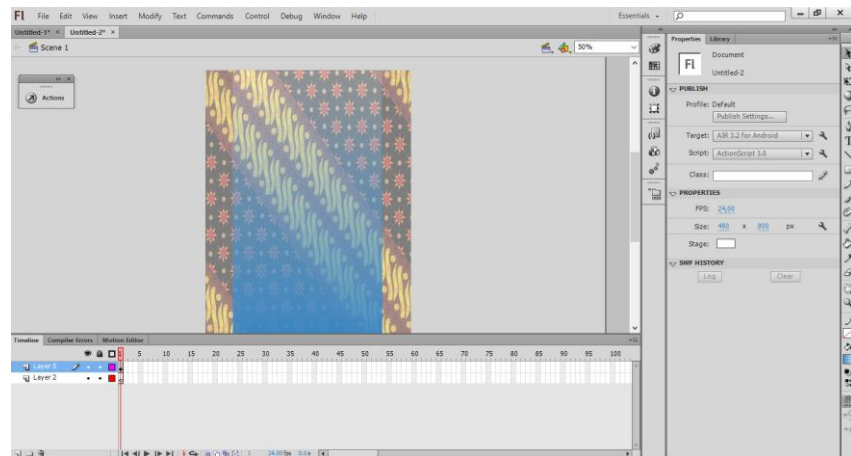 Fl File Edit View Insert Modify Text Commands Control Debug Window Help Essentials
Untitled-1* × Untitled-2* ×
Scene 1 50%
Properties Library
Fl Document
Untitled-2
Actions
PUBLISH
Profile: Default
Publish Settings...
Target: AIR 3.2 for Android
Script: ActionScript 3.0
Class:
PROPERTIES
FPS: 24.00
Size: 480 x 800 px
Stage:
SWF HISTORY
Log Clear
Timeline Compiler Errors Motion Editor
1 5 10 15 20 25 30 35 40 45 50 55 60 65 70 75 80 85 90 95 100
Layer 3
Layer 2
1 24.00 fps 0.0 s